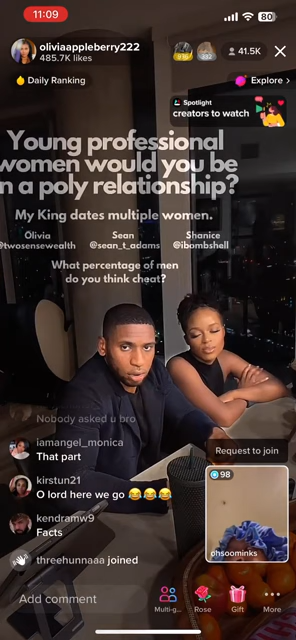 11:09
80
oliviaappleberry222
485.7K likes
41.5K
Daily Ranking
Explore >
Spotlight
creators to watch
Young professional
women would you be
n a poly relationship?
My King dates multiple women.
Olivia Sean Shanice
@twosensewealth @sean_t_adams @ibombshell
What percentage of men
do you think cheat?
Nobody asked u bro
iamangel_monica
That part
Request to join
kirstun21
O lord here we go 😂😂😂
98
kendramw9
Facts
ohsoominks
threehunnaaa joined
Add comment
Multi-g...
Rose
Gift
More